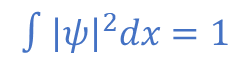 ∫ |ψ|²dx = 1